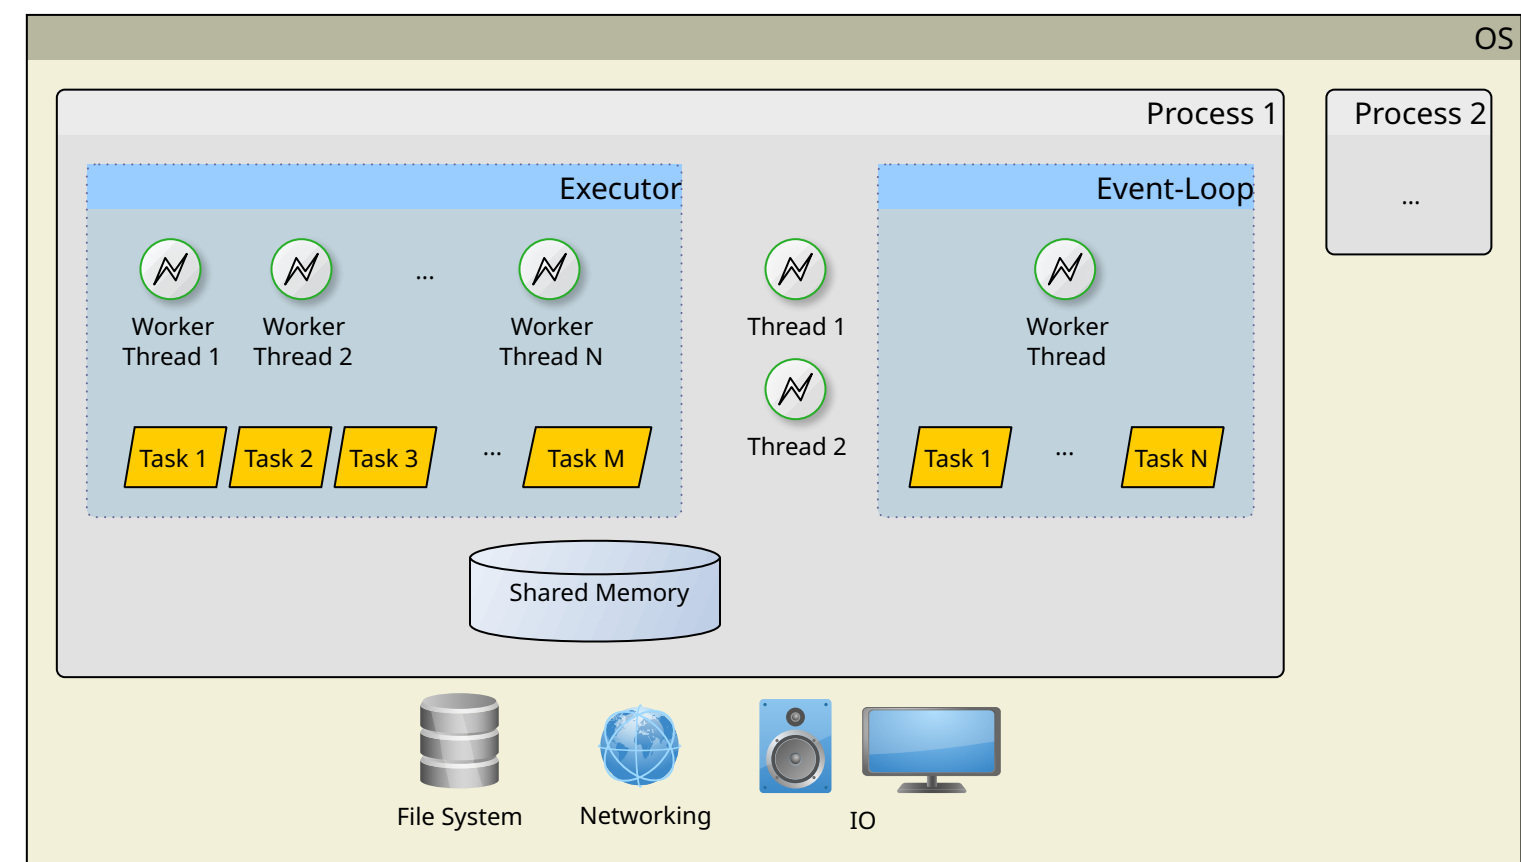 OS
Process 1
Process 2
Executor
Event-Loop
...
...
Worker
Thread 1
Worker
Thread 2
Worker
Thread N
Thread 1
Worker
Thread
Thread 2
Task 1
Task 2
Task 3
...
Task M
Task 1
...
Task N
Shared Memory
File System
Networking
IO